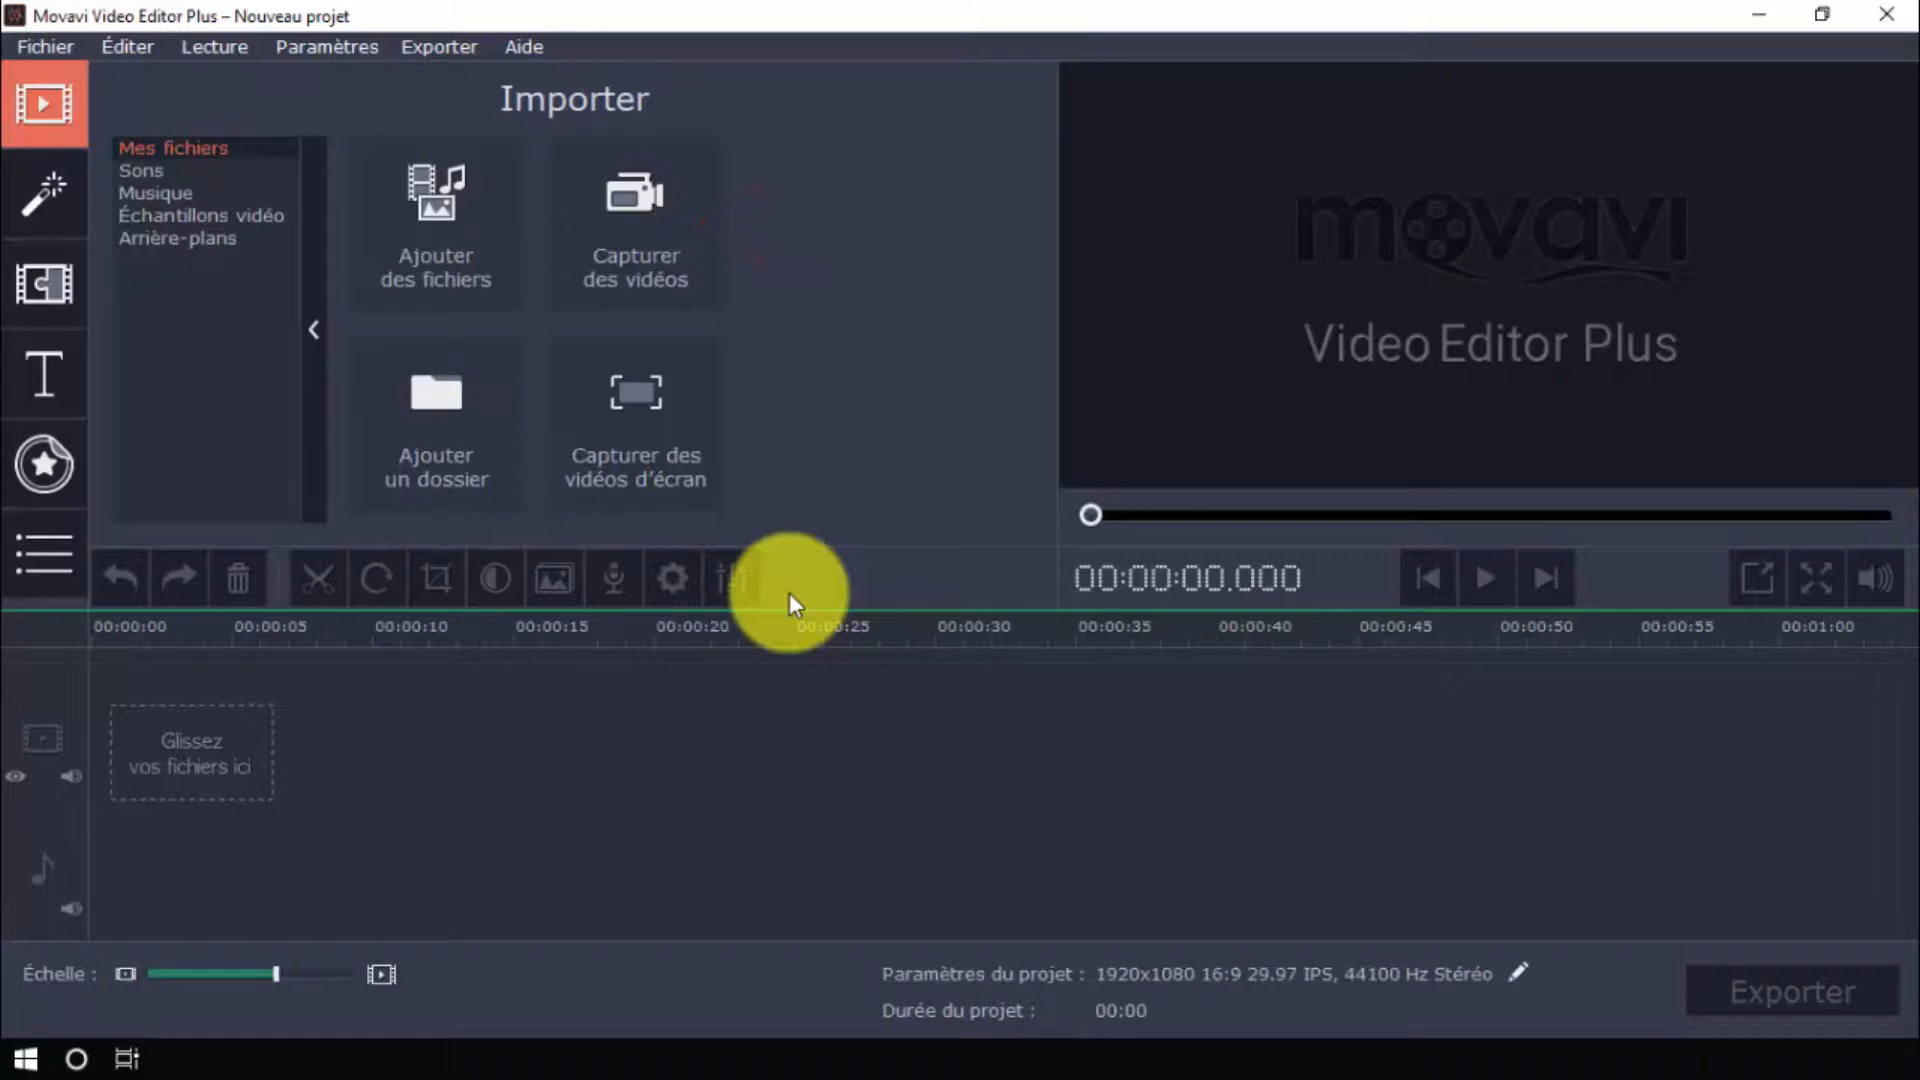 Movavi Video Editor Plus – Nouveau projet
Fichier Éditer Lecture Paramètres Exporter Aide
Importer
Mes fichiers
Sons
Musique
Échantillons vidéo
Arrière-plans
Ajouter
des fichiers
Capturer
des vidéos
Ajouter
un dossier
Capturer des
vidéos d'écran
movavi
Video Editor Plus
00:00:00.000
00:00:00 00:00:05 00:00:10 00:00:15 00:00:20 00:00:25 00:00:30 00:00:35 00:00:40 00:00:45 00:00:50 00:00:55 00:01:00
Glissez
vos fichiers ici
Échelle :
Paramètres du projet : 1920x1080 16:9 29.97 IPS, 44100 Hz Stéréo
Durée du projet : 00:00
Exporter